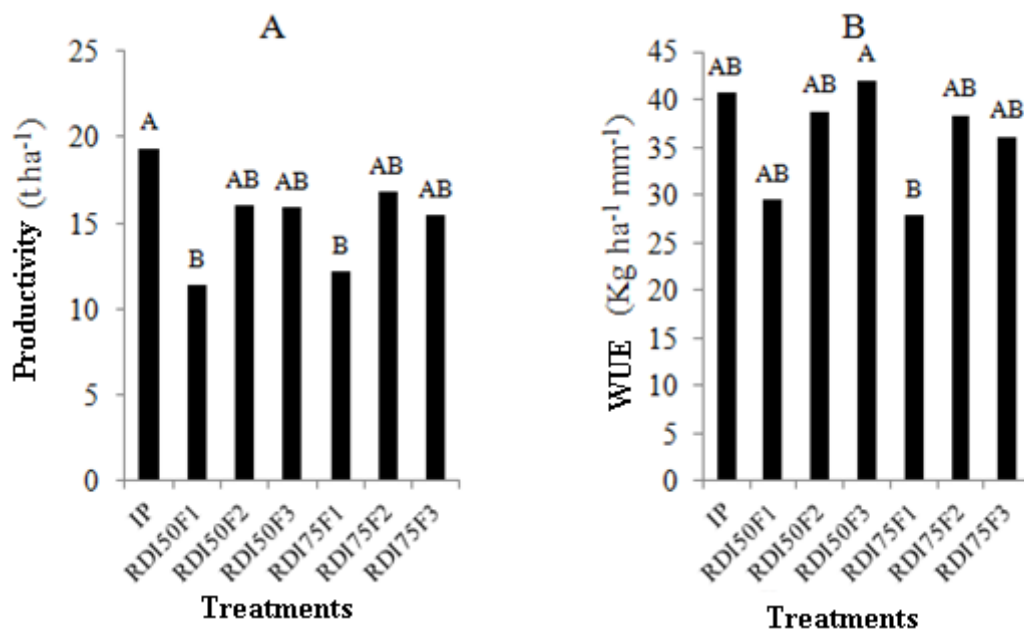 A
Productivity (t ha⁻¹)
25
20
15
10
5
0
A
B
AB
AB
B
AB
AB
IP
RDI50F1
RDI50F2
RDI50F3
RDI75F1
RDI75F2
RDI75F3
Treatments
B
WUE (Kg ha⁻¹ mm⁻¹)
45
40
35
30
25
20
15
10
5
0
AB
AB
AB
A
B
AB
AB
IP
RDI50F1
RDI50F2
RDI50F3
RDI75F1
RDI75F2
RDI75F3
Treatments